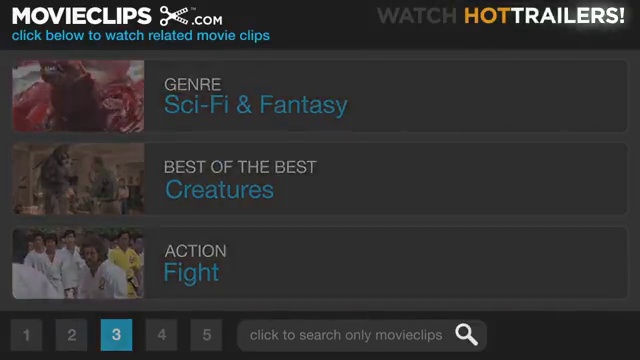 MOVIECLIPS .COM
WATCH HOTTRAILERS!
click below to watch related movie clips
GENRE
Sci-Fi & Fantasy
BEST OF THE BEST
Creatures
ACTION
Fight
1 2 3 4 5 click to search only movieclips